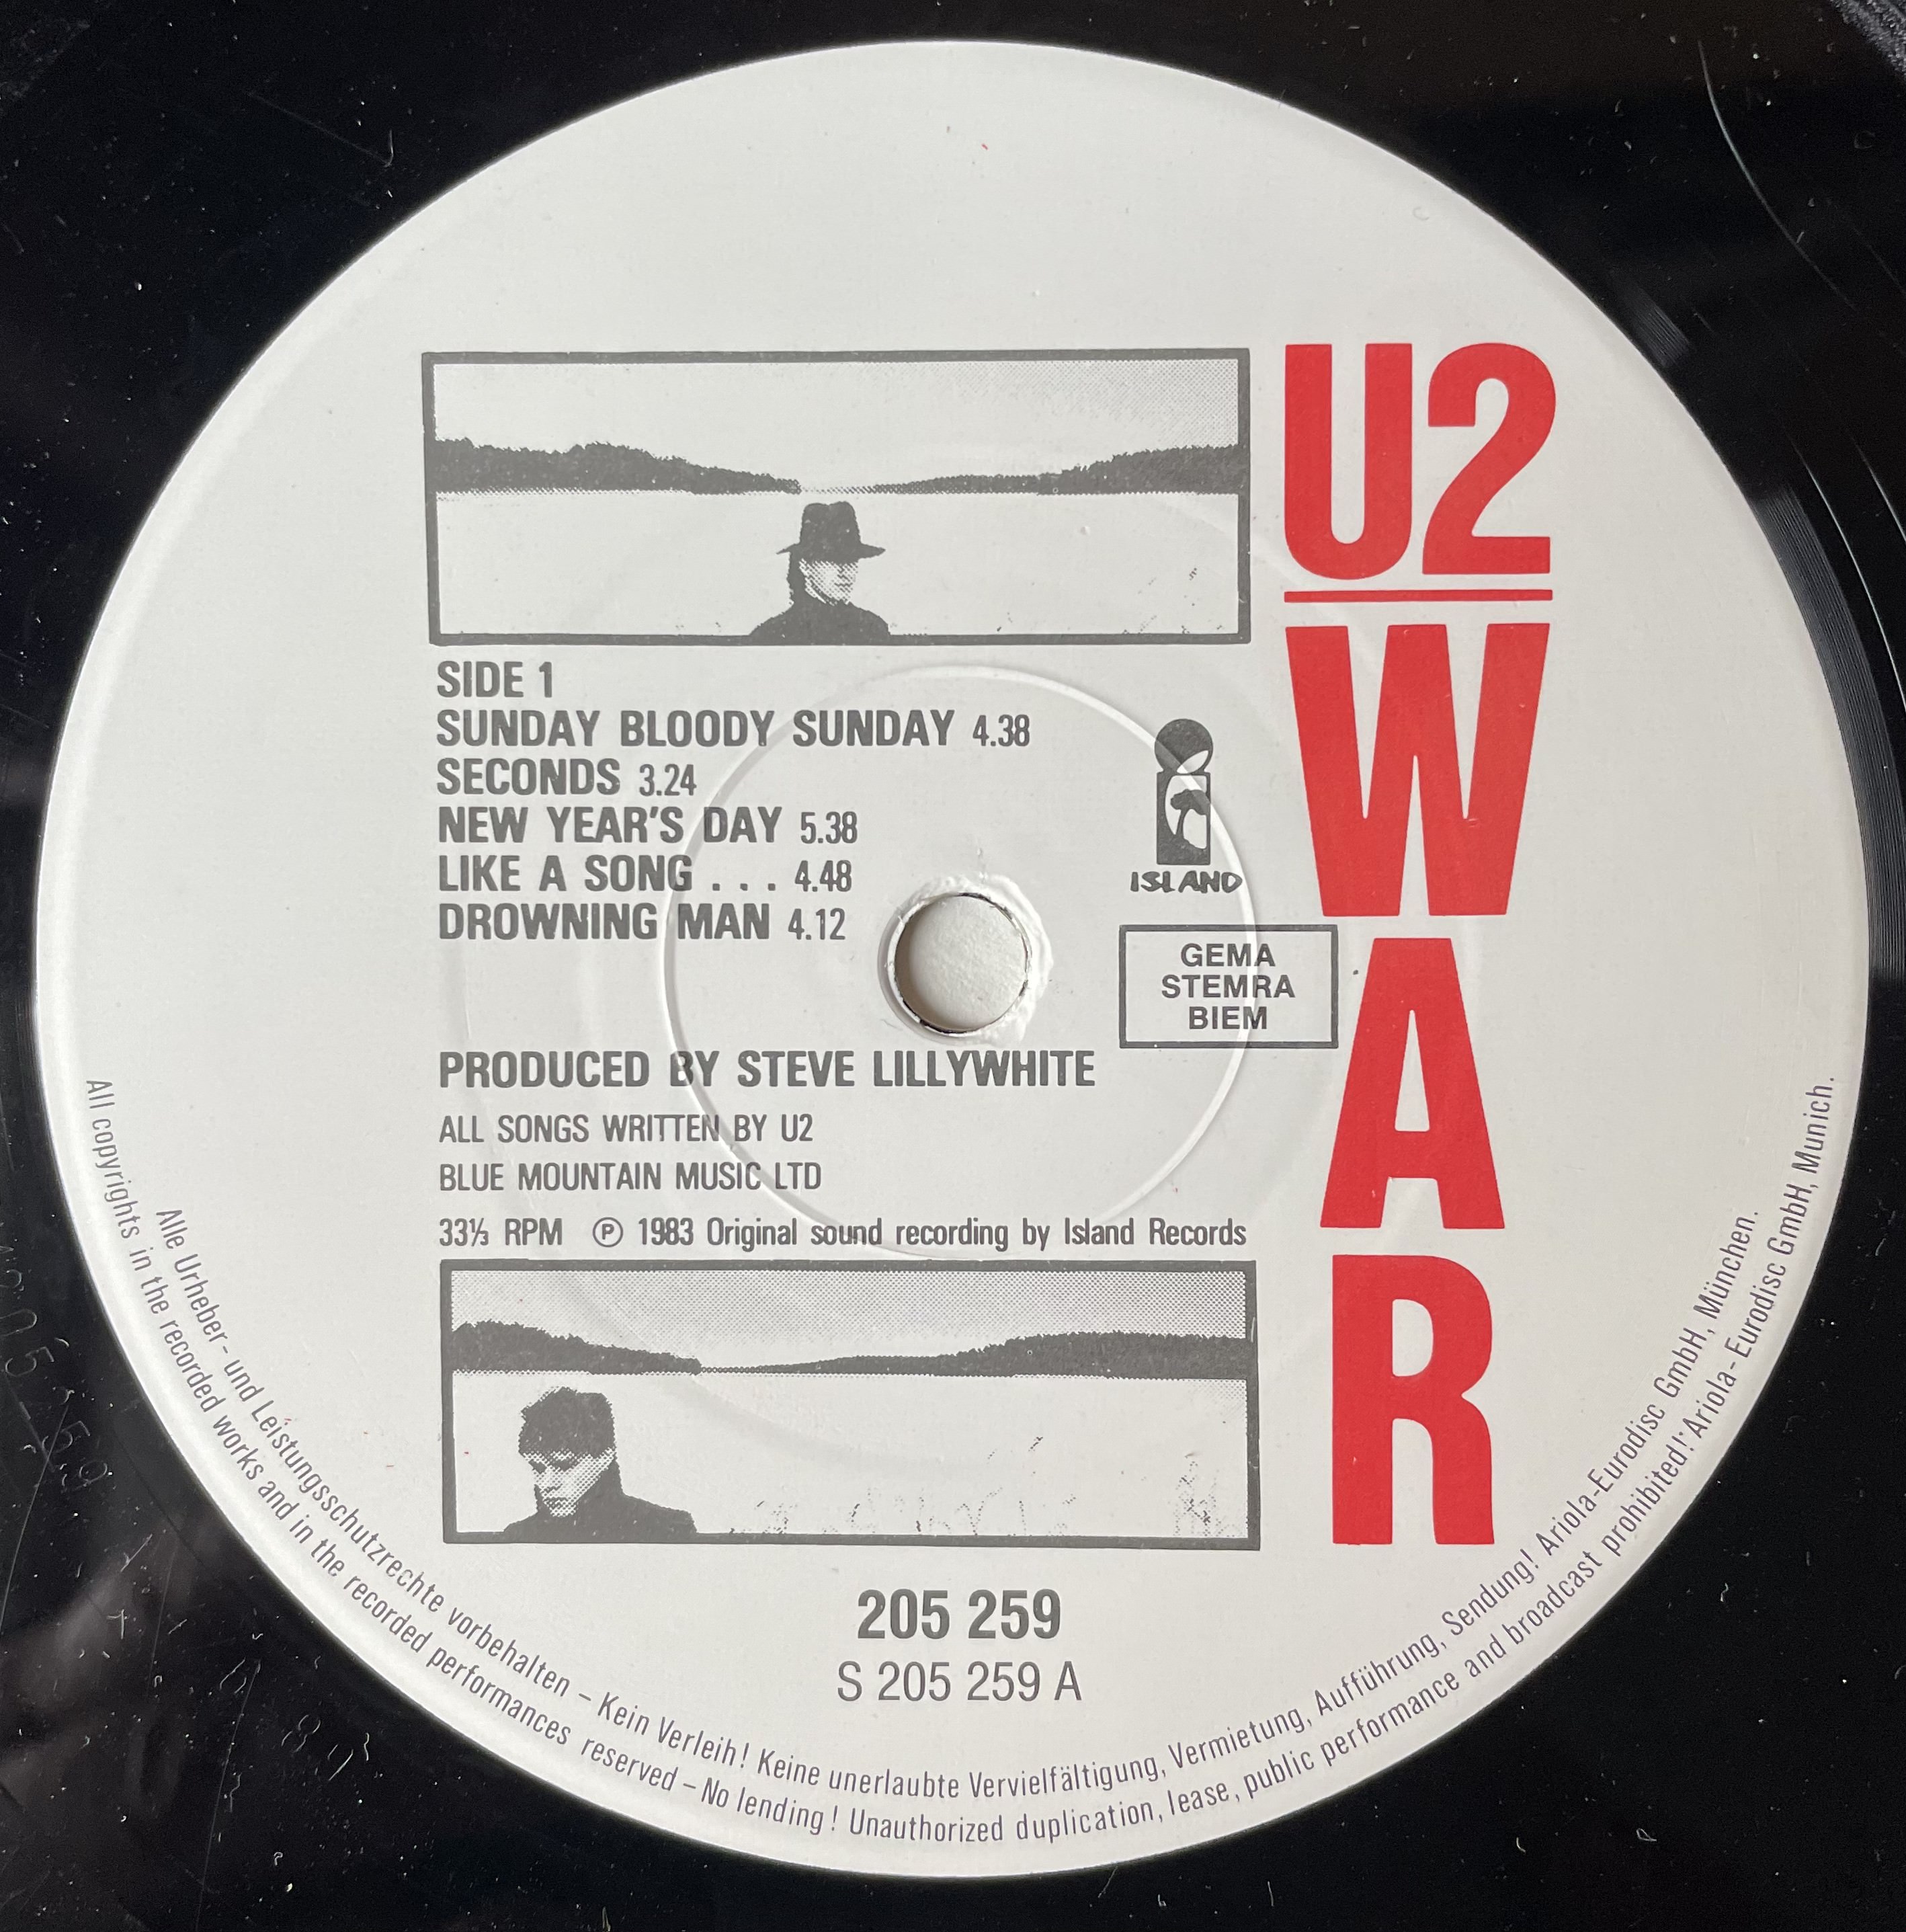 U2
WAR
SIDE 1
SUNDAY BLOODY SUNDAY 4.38
SECONDS 3.24
NEW YEAR'S DAY 5.38
LIKE A SONG . . . 4.48
DROWNING MAN 4.12
ISLAND
GEMA
STEMRA
BIEM
PRODUCED BY STEVE LILLYWHITE
ALL SONGS WRITTEN BY U2
BLUE MOUNTAIN MUSIC LTD
33⅓ RPM ℗ 1983 Original sound recording by Island Records
205 259
S 205 259 A
Alle Urheber- und Leistungsschutzrechte vorbehalten – Kein Verleih! Keine unerlaubte Vervielfältigung, Vermietung, Aufführung, Sendung! Ariola-Eurodisc GmbH, München.
All copyrights in the recorded works and in the recorded performances reserved – No lending! Unauthorized duplication, lease, public performance and broadcast prohibited! Ariola-Eurodisc GmbH, Munich.